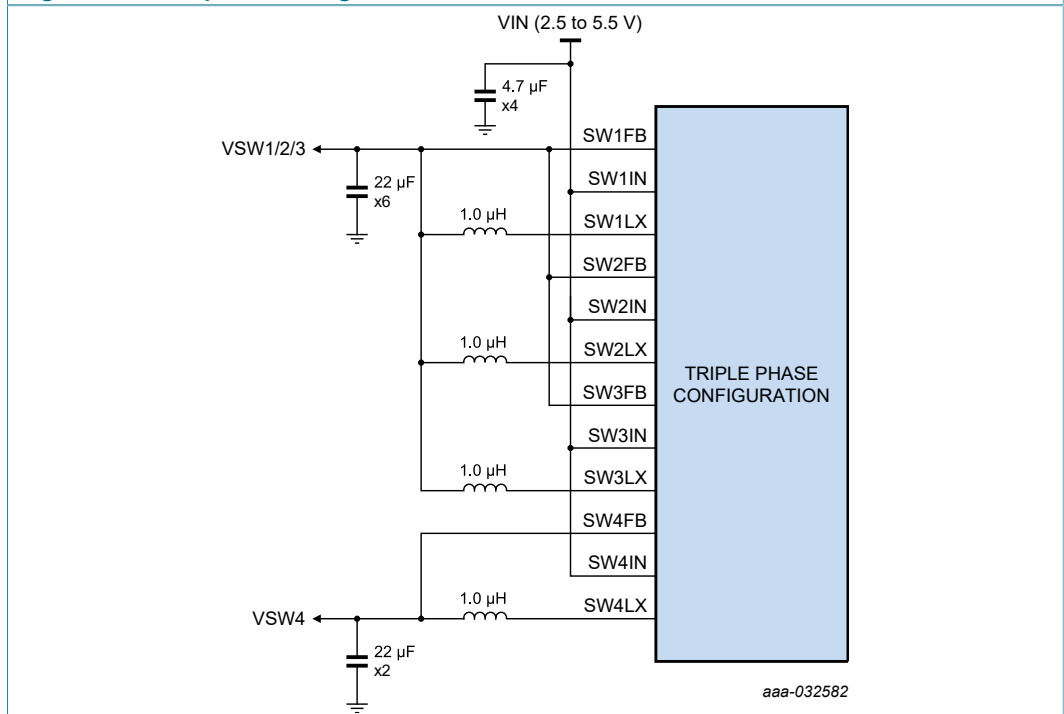 VIN (2.5 to 5.5 V)
4.7 µF
x4
VSW1/2/3
22 µF
x6
SW1FB
SW1IN
1.0 µH
SW1LX
SW2FB
SW2IN
1.0 µH
SW2LX
SW3FB
SW3IN
1.0 µH
SW3LX
SW4FB
SW4IN
1.0 µH
SW4LX
TRIPLE PHASE
CONFIGURATION
VSW4
22 µF
x2
aaa-032582